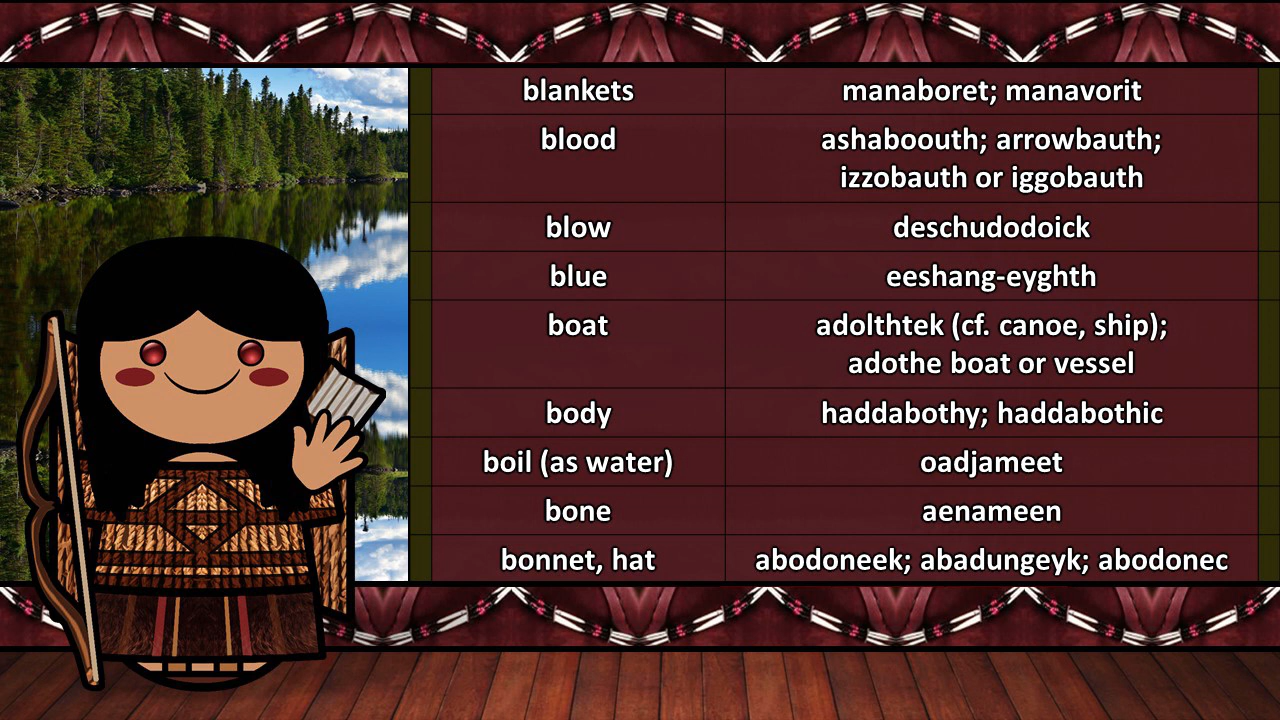 blankets manaboret; manavorit
blood ashaboouth; arrowbauth;
izzobauth or iggobauth
blow deschudodoick
blue eeshang-eyghth
boat adolthtek (cf. canoe, ship);
adothe boat or vessel
body haddabothy; haddabothic
boil (as water) oadjameet
bone aenameen
bonnet, hat abodoneek; abadungeyk; abodonec